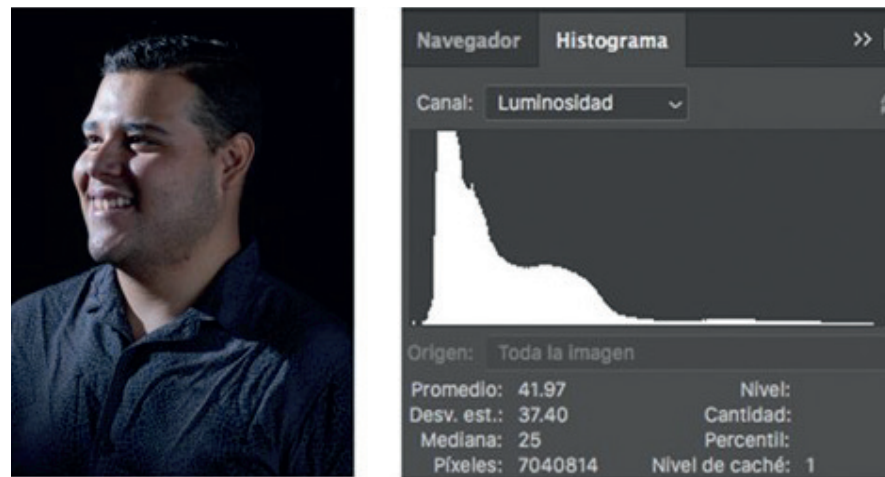 Navegador Histograma
Canal: Luminosidad
Origen: Toda la imagen
Promedio: 41.97 Nivel:
Desv. est.: 37.40 Cantidad:
Mediana: 25 Percentil:
Píxeles: 7040814 Nivel de caché: 1